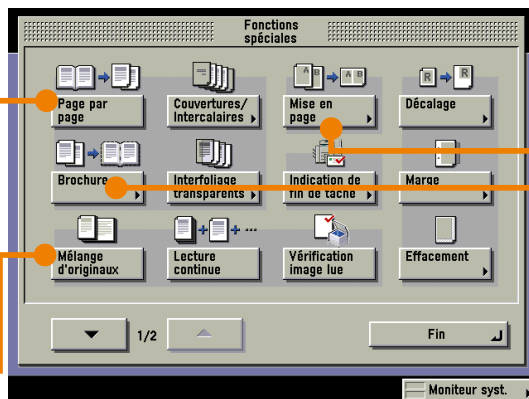 Fonctions
spéciales
Page par
page
Couvertures/
Intercalaires
Mise en
page
Décalage
Brochure
Interfoliage
transparents
Indication de
fin de tâche
Marge
Mélange
d'originaux
Lecture
continue
Vérification
image lue
Effacement
1/2
Fin
Moniteur syst.